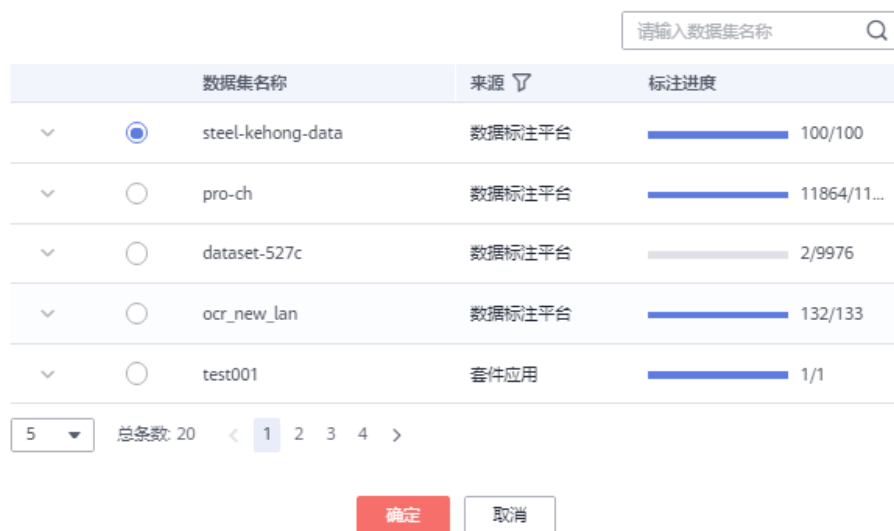 请输入数据集名称
数据集名称 来源 标注进度
steel-kehong-data 数据标注平台 100/100
pro-ch 数据标注平台 11864/11...
dataset-527c 数据标注平台 2/9976
ocr_new_lan 数据标注平台 132/133
test001 套件应用 1/1
5 总条数: 20 < 1 2 3 4 >
确定 取消